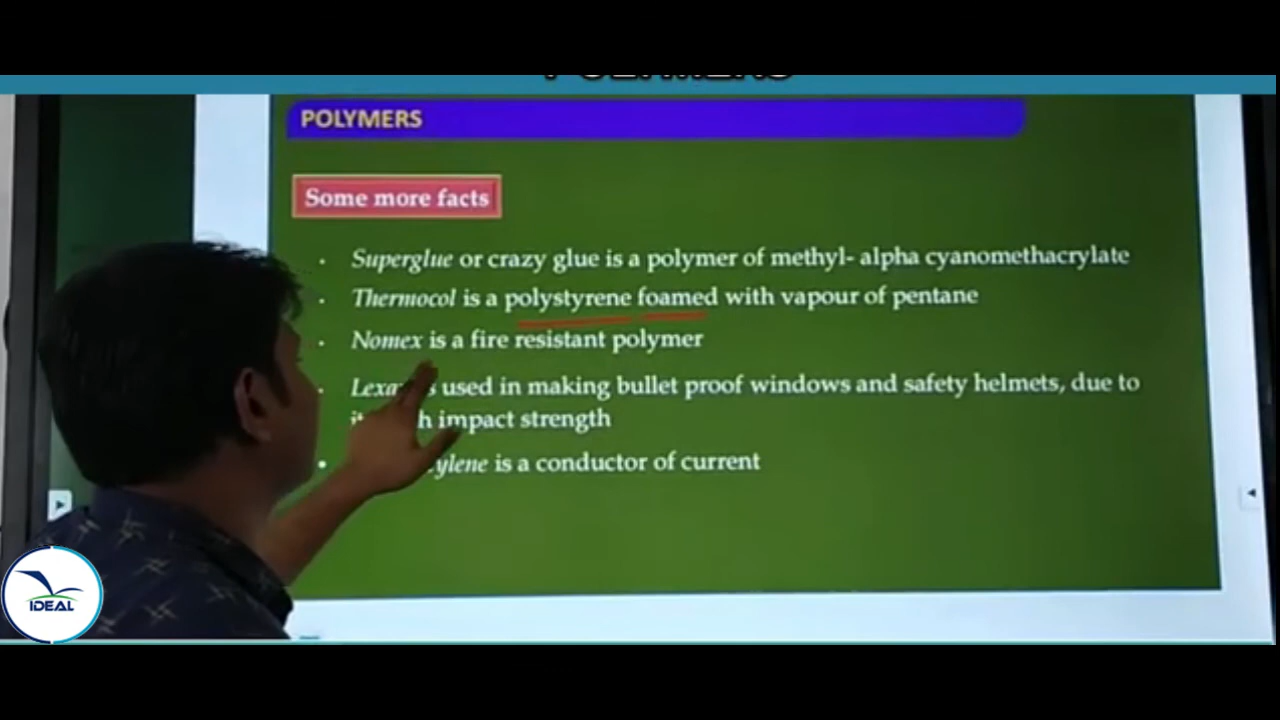 POLYMERS
Some more facts
Superglue or crazy glue is a polymer of methyl- alpha cyanomethacrylate
Thermocol is a polystyrene foamed with vapour of pentane
Nomex is a fire resistant polymer
used in making bullet proof windows and safety helmets, due to
impact strength
is a conductor of current
IDEAL